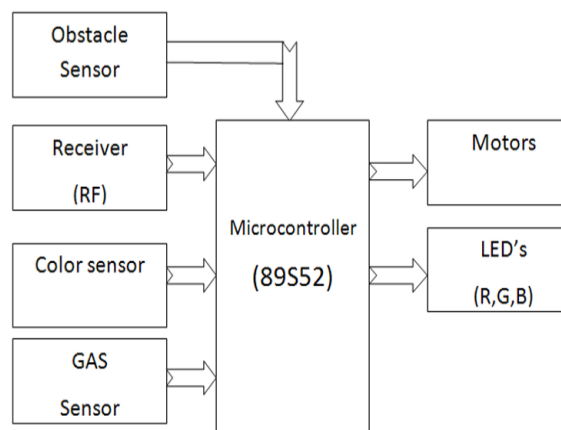 Obstacle
Sensor
Receiver
(RF)
Color sensor
GAS
Sensor
Microcontroller
(89S52)
Motors
LED's
(R,G,B)